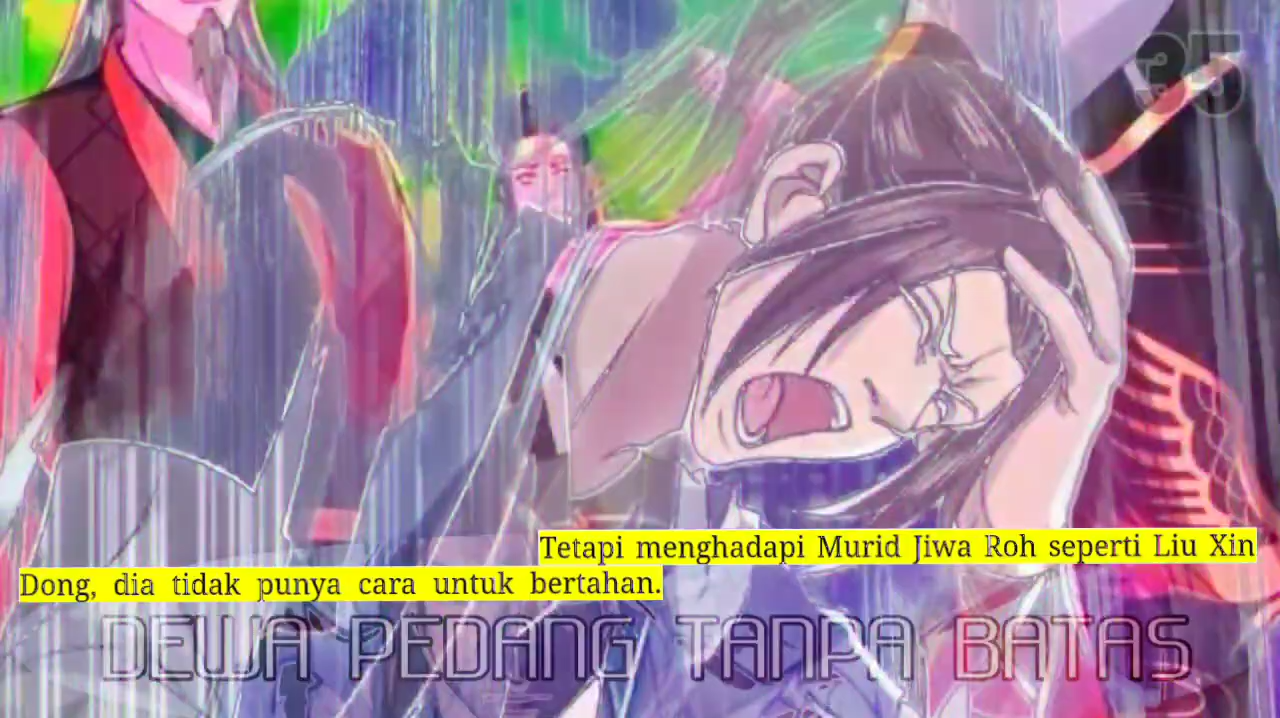 35
Tetapi menghadapi Murid Jiwa Roh seperti Liu Xin
Dong, dia tidak punya cara untuk bertahan.
DEWA PEDANG TANPA BATAS